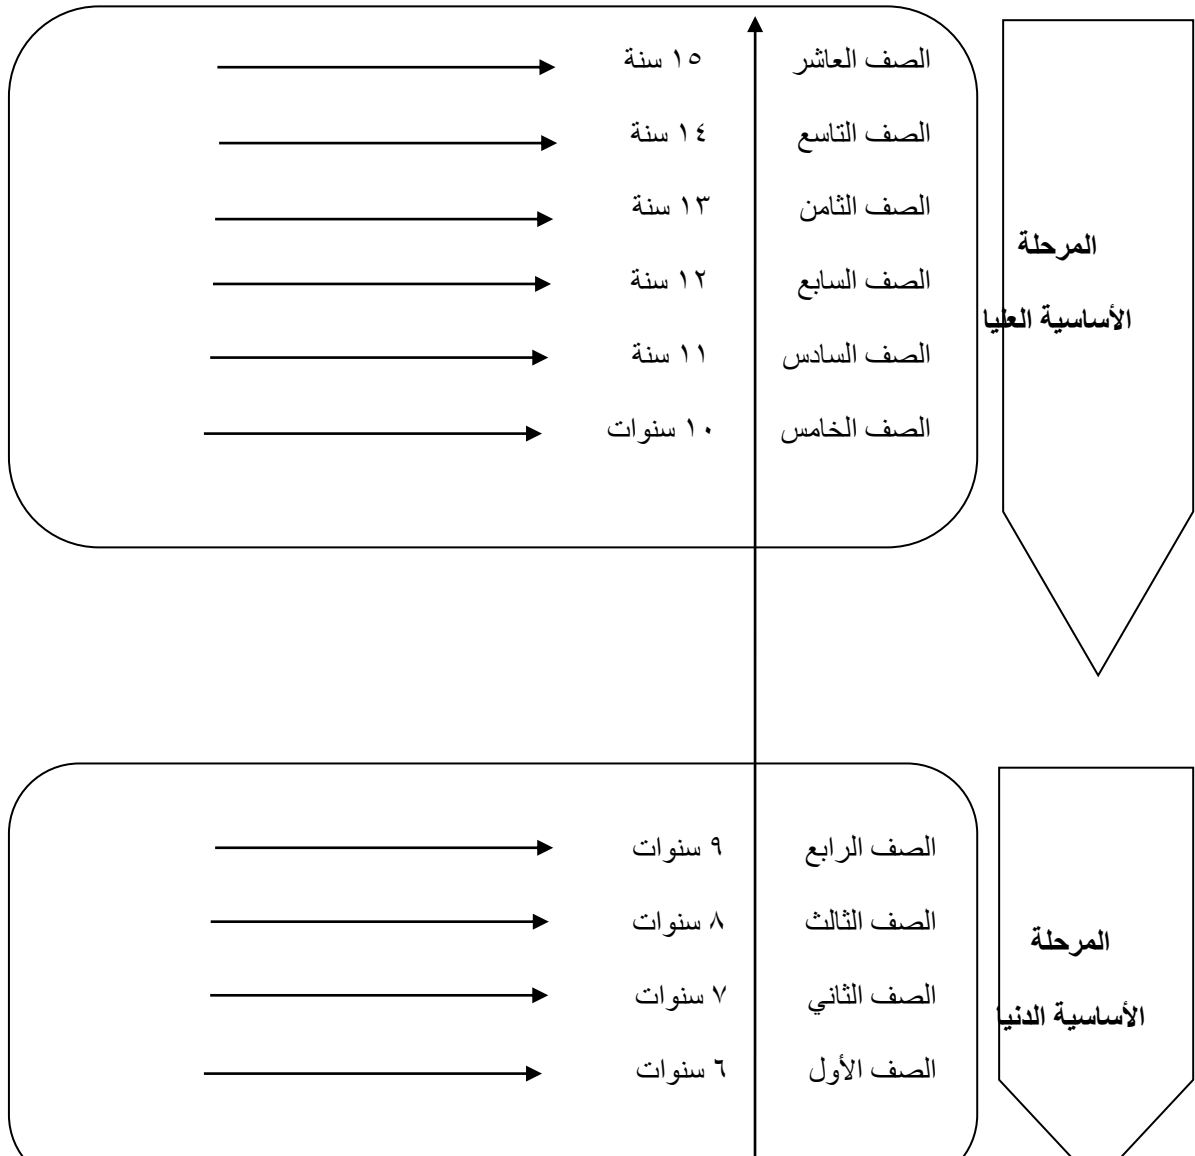 الصف العاشر ١٥ سنة
الصف التاسع ١٤ سنة
الصف الثامن ١٣ سنة
المرحلة
الصف السابع ١٢ سنة
الأساسية العليا
الصف السادس ١١ سنة
الصف الخامس ١٠ سنوات
الصف الرابع ٩ سنوات
الصف الثالث ٨ سنوات
المرحلة
الصف الثاني ٧ سنوات
الأساسية الدنيا
الصف الأول ٦ سنوات